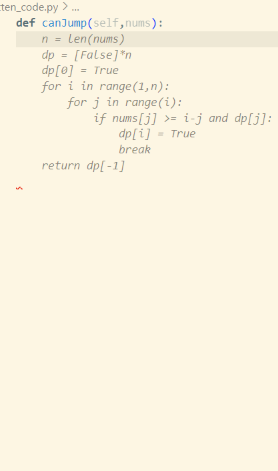 tten_code.py > ...
def canJump(self,nums):
    n = len(nums)
    dp = [False]*n
    dp[0] = True
    for i in range(1,n):
        for j in range(i):
            if nums[j] >= i-j and dp[j]:
                dp[i] = True
                break
    return dp[-1]